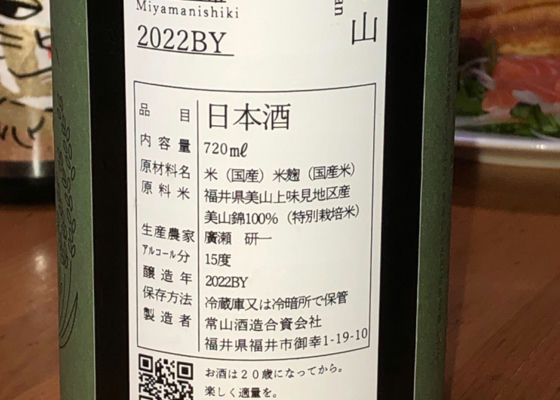 Miyamanishiki
山
an
2022BY
品目 日本酒
内容量 720㎖
原材料名 米（国産）米麹（国産米）
原料米 福井県美山上味見地区産
美山錦100%（特別栽培米）
生産農家 廣瀬 研一
アルコール分 15度
醸造年 2022BY
保存方法 冷蔵庫又は冷暗所で保管
製造者 常山酒造合資会社
福井県福井市御幸1-19-10
お酒は20歳になってから。
楽しく適量を。